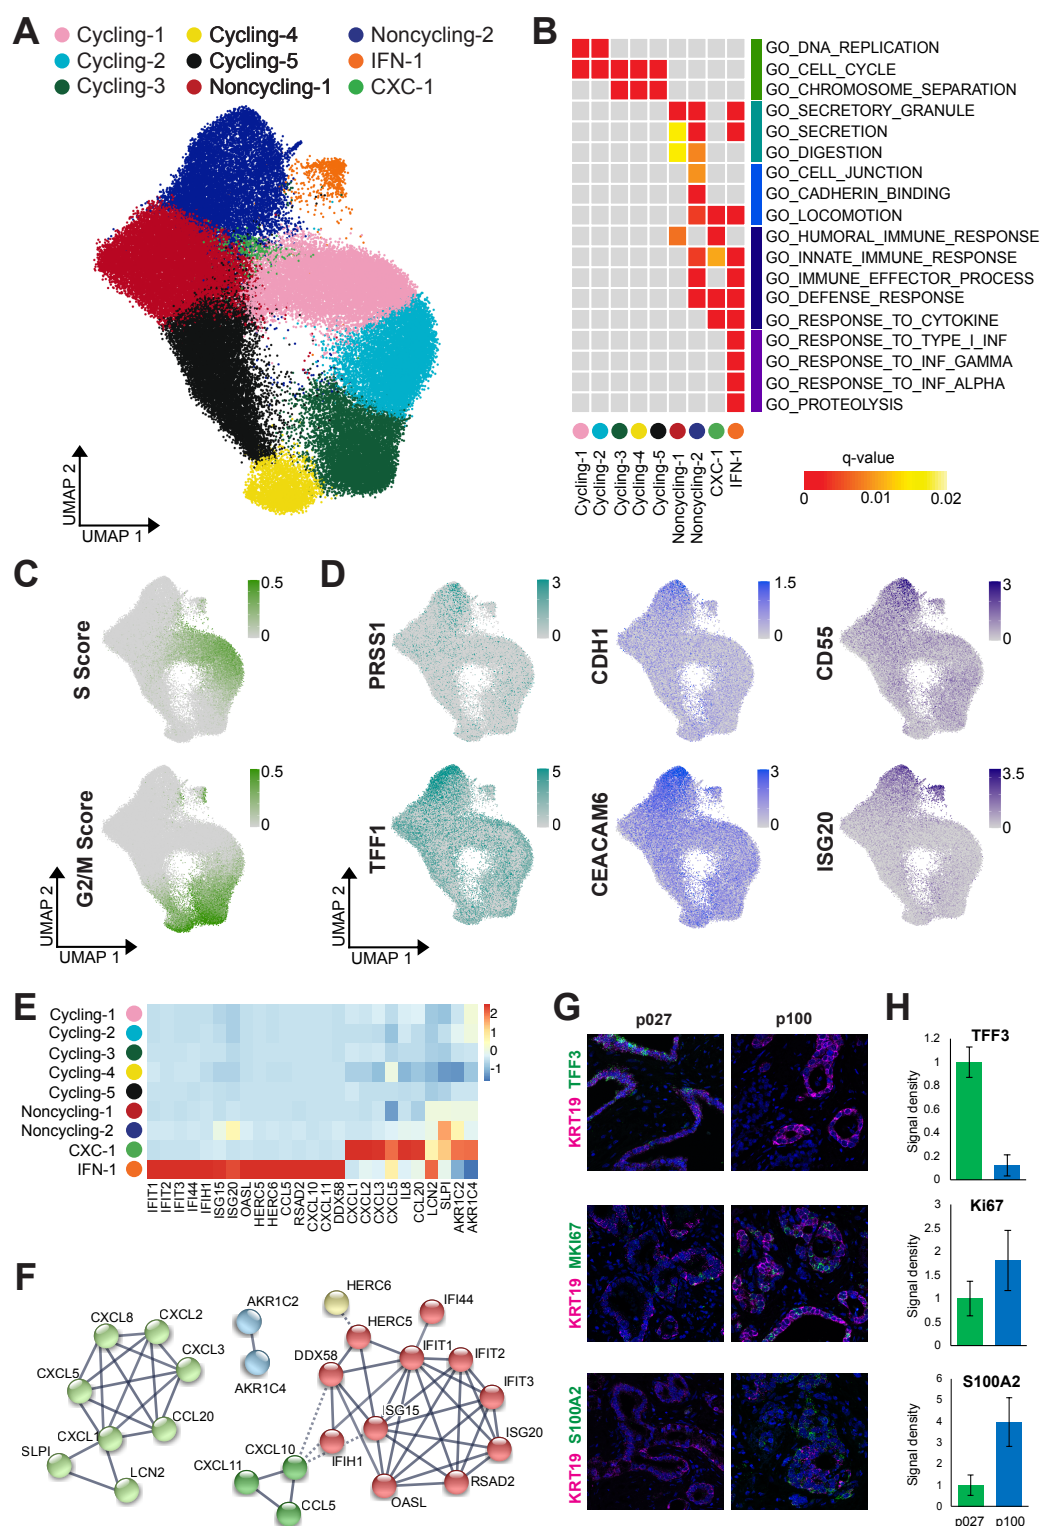 A
Cycling-1
Cycling-4
Noncycling-2
Cycling-2
Cycling-5
IFN-1
Cycling-3
Noncycling-1
CXC-1
UMAP 2
UMAP 1
B
GO_DNA_REPLICATION
GO_CELL_CYCLE
GO_CHROMOSOME_SEPARATION
GO_SECRETORY_GRANULE
GO_SECRETION
GO_DIGESTION
GO_CELL_JUNCTION
GO_CADHERIN_BINDING
GO_LOCOMOTION
GO_HUMORAL_IMMUNE_RESPONSE
GO_INNATE_IMMUNE_RESPONSE
GO_IMMUNE_EFFECTOR_PROCESS
GO_DEFENSE_RESPONSE
GO_RESPONSE_TO_CYTOKINE
GO_RESPONSE_TO_TYPE_I_INF
GO_RESPONSE_TO_INF_GAMMA
GO_RESPONSE_TO_INF_ALPHA
GO_PROTEOLYSIS
Cycling-1
Cycling-2
Cycling-3
Cycling-4
Cycling-5
Noncycling-1
Noncycling-2
CXC-1
IFN-1
q-value
0 0.01 0.02
C
S Score
0.5
0
G2/M Score
0.5
0
UMAP 2
UMAP 1
D
PRSS1
3
0
CDH1
1.5
0
CD55
3
0
TFF1
5
0
CEACAM6
3
0
ISG20
3.5
0
UMAP 2
UMAP 1
E
Cycling-1
Cycling-2
Cycling-3
Cycling-4
Cycling-5
Noncycling-1
Noncycling-2
CXC-1
IFN-1
2
1
0
-1
IFIT1
IFIT2
IFIT3
IFI44
IFIH1
ISG15
ISG20
OASL
HERC5
HERC6
CCL5
RSAD2
CXCL10
CXCL11
DDX58
CXCL1
CXCL2
CXCL3
CXCL5
IL8
CCL20
LCN2
SLPI
AKR1C2
AKR1C4
F
CXCL8
CXCL2
CXCL3
CXCL5
CCL20
CXCL1
SLPI
LCN2
AKR1C2
AKR1C4
HERC6
IFI44
HERC5
IFIT1
IFIT2
DDX58
IFIT3
ISG15
ISG20
CXCL10
IFIH1
CXCL11
RSAD2
OASL
CCL5
G
p027 p100
KRT19 TFF3
KRT19 MKI67
KRT19 S100A2
H
TFF3
Signal density
1.2
1
0.8
0.6
0.4
0.2
0
Ki67
Signal density
3
2.5
2
1.5
1
0.5
0
S100A2
Signal density
6
5
4
3
2
1
0
p027 p100